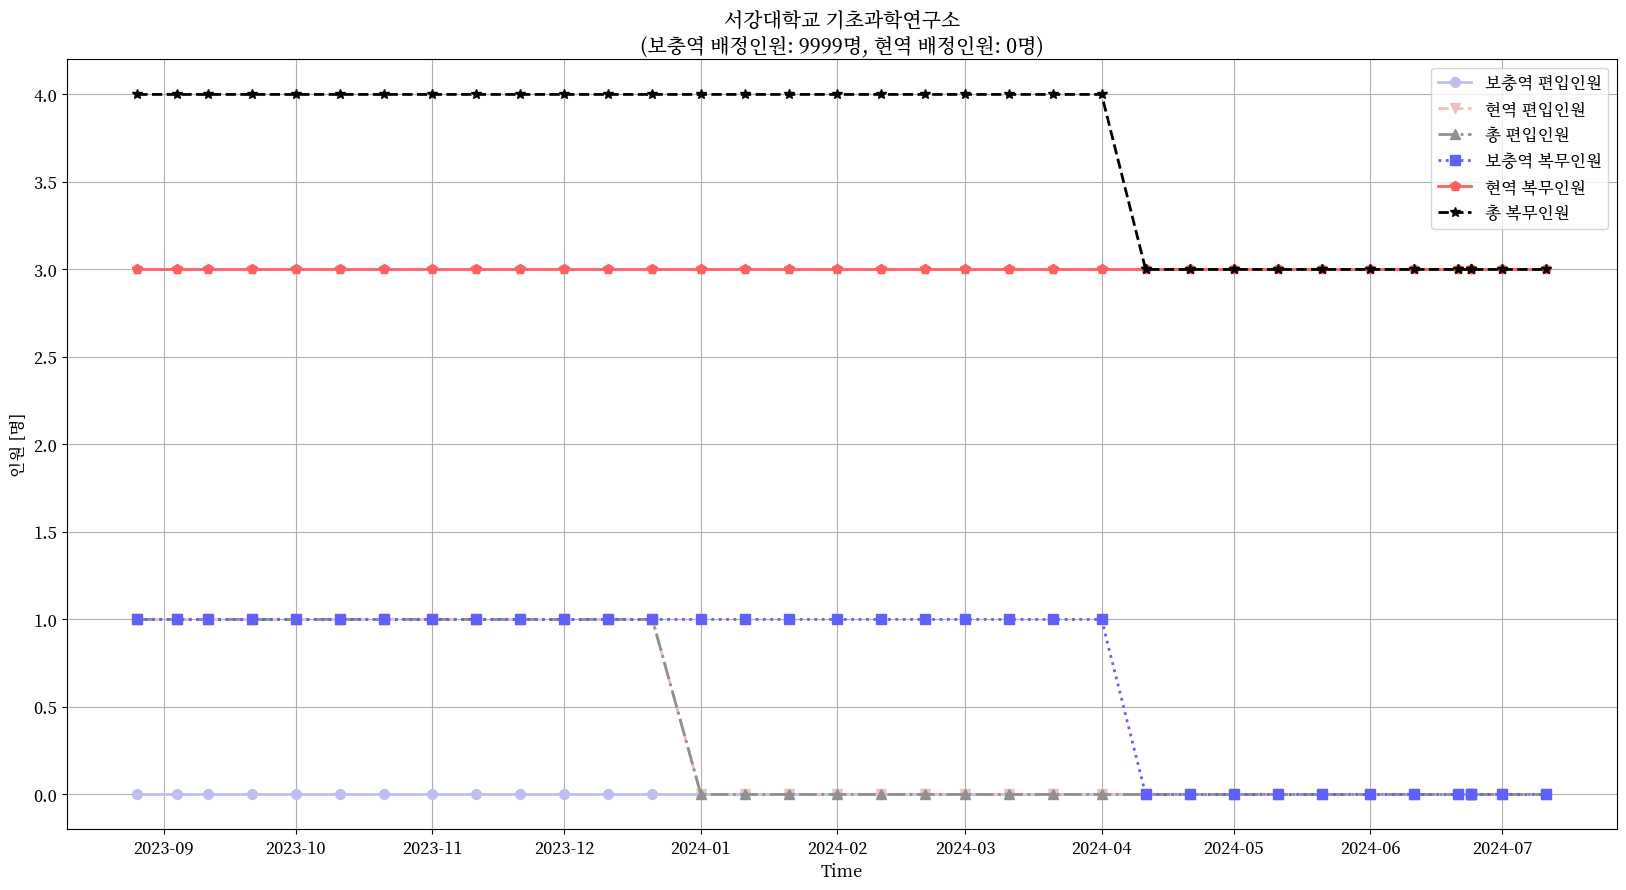 서강대학교 기초과학연구소
(보충역 배정인원: 9999명, 현역 배정인원: 0명)
보충역 편입인원
현역 편입인원
총 편입인원
보충역 복무인원
현역 복무인원
총 복무인원
인원 [명]
4.0
3.5
3.0
2.5
2.0
1.5
1.0
0.5
0.0
2023-09
2023-10
2023-11
2023-12
2024-01
2024-02
2024-03
2024-04
2024-05
2024-06
2024-07
Time